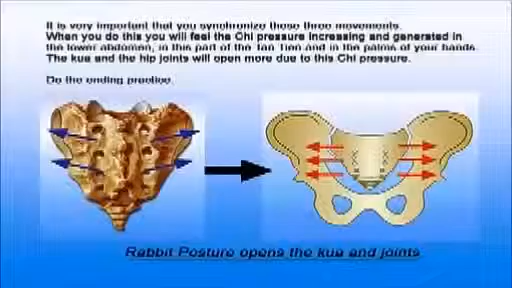 It is very important that you synchronize these three movements.
When you do this you will feel the Chi pressure increasing and generated in
the lower abdomen, in this part of the Tan Tien and in the palms of your hands.
The kua and the hip joints will open more due to this Chi pressure.
Do the ending practice.
Rabbit Posture opens the kua and joints